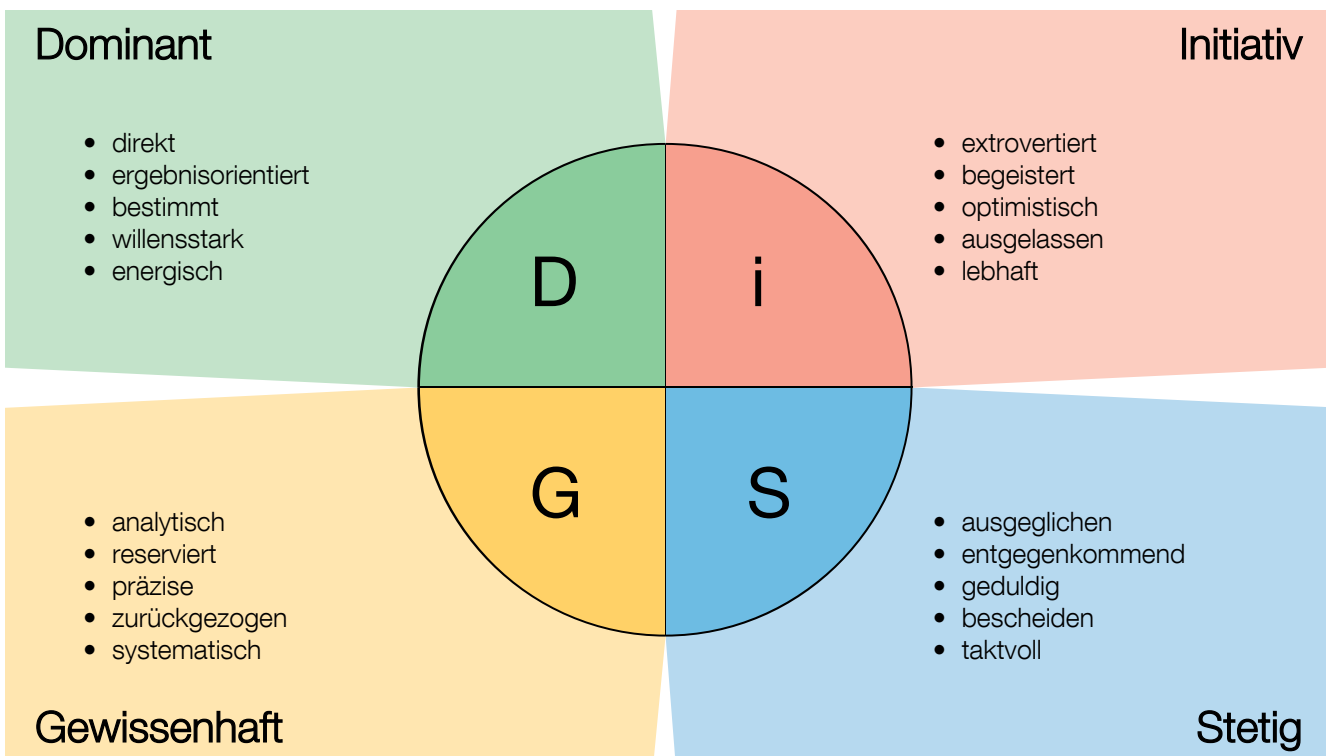 Dominant
• direkt
• ergebnisorientiert
• bestimmt
• willensstark
• energisch
Initiativ
• extrovertiert
• begeistert
• optimistisch
• ausgelassen
• lebhaft
D
i
G
S
• analytisch
• reserviert
• präzise
• zurückgezogen
• systematisch
Gewissenhaft
• ausgeglichen
• entgegenkommend
• geduldig
• bescheiden
• taktvoll
Stetig